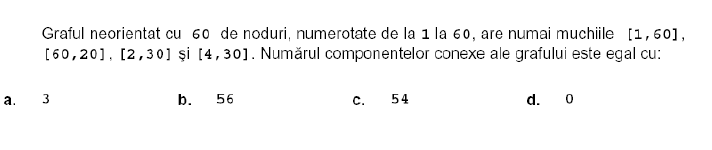 Graful neorientat cu 60 de noduri, numerotate de la 1 la 60, are numai muchiile [1,60],
[60,20], [2,30] şi [4,30]. Numărul componentelor conexe ale grafului este egal cu:
a. 3 b. 56 c. 54 d. 0